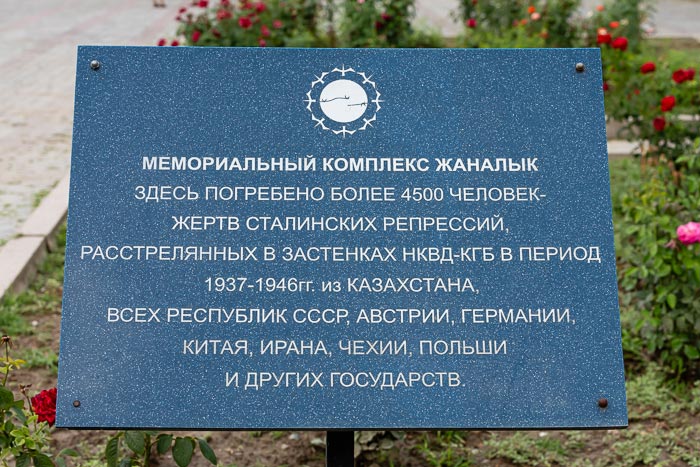 МЕМОРИАЛЬНЫЙ КОМПЛЕКС ЖАНАЛЫК
ЗДЕСЬ ПОГРЕБЕНО БОЛЕЕ 4500 ЧЕЛОВЕК-
ЖЕРТВ СТАЛИНСКИХ РЕПРЕССИЙ,
РАССТРЕЛЯННЫХ В ЗАСТЕНКАХ НКВД-КГБ В ПЕРИОД
1937-1946гг. из КАЗАХСТАНА,
ВСЕХ РЕСПУБЛИК СССР, АВСТРИИ, ГЕРМАНИИ,
КИТАЯ, ИРАНА, ЧЕХИИ, ПОЛЬШИ
И ДРУГИХ ГОСУДАРСТВ.